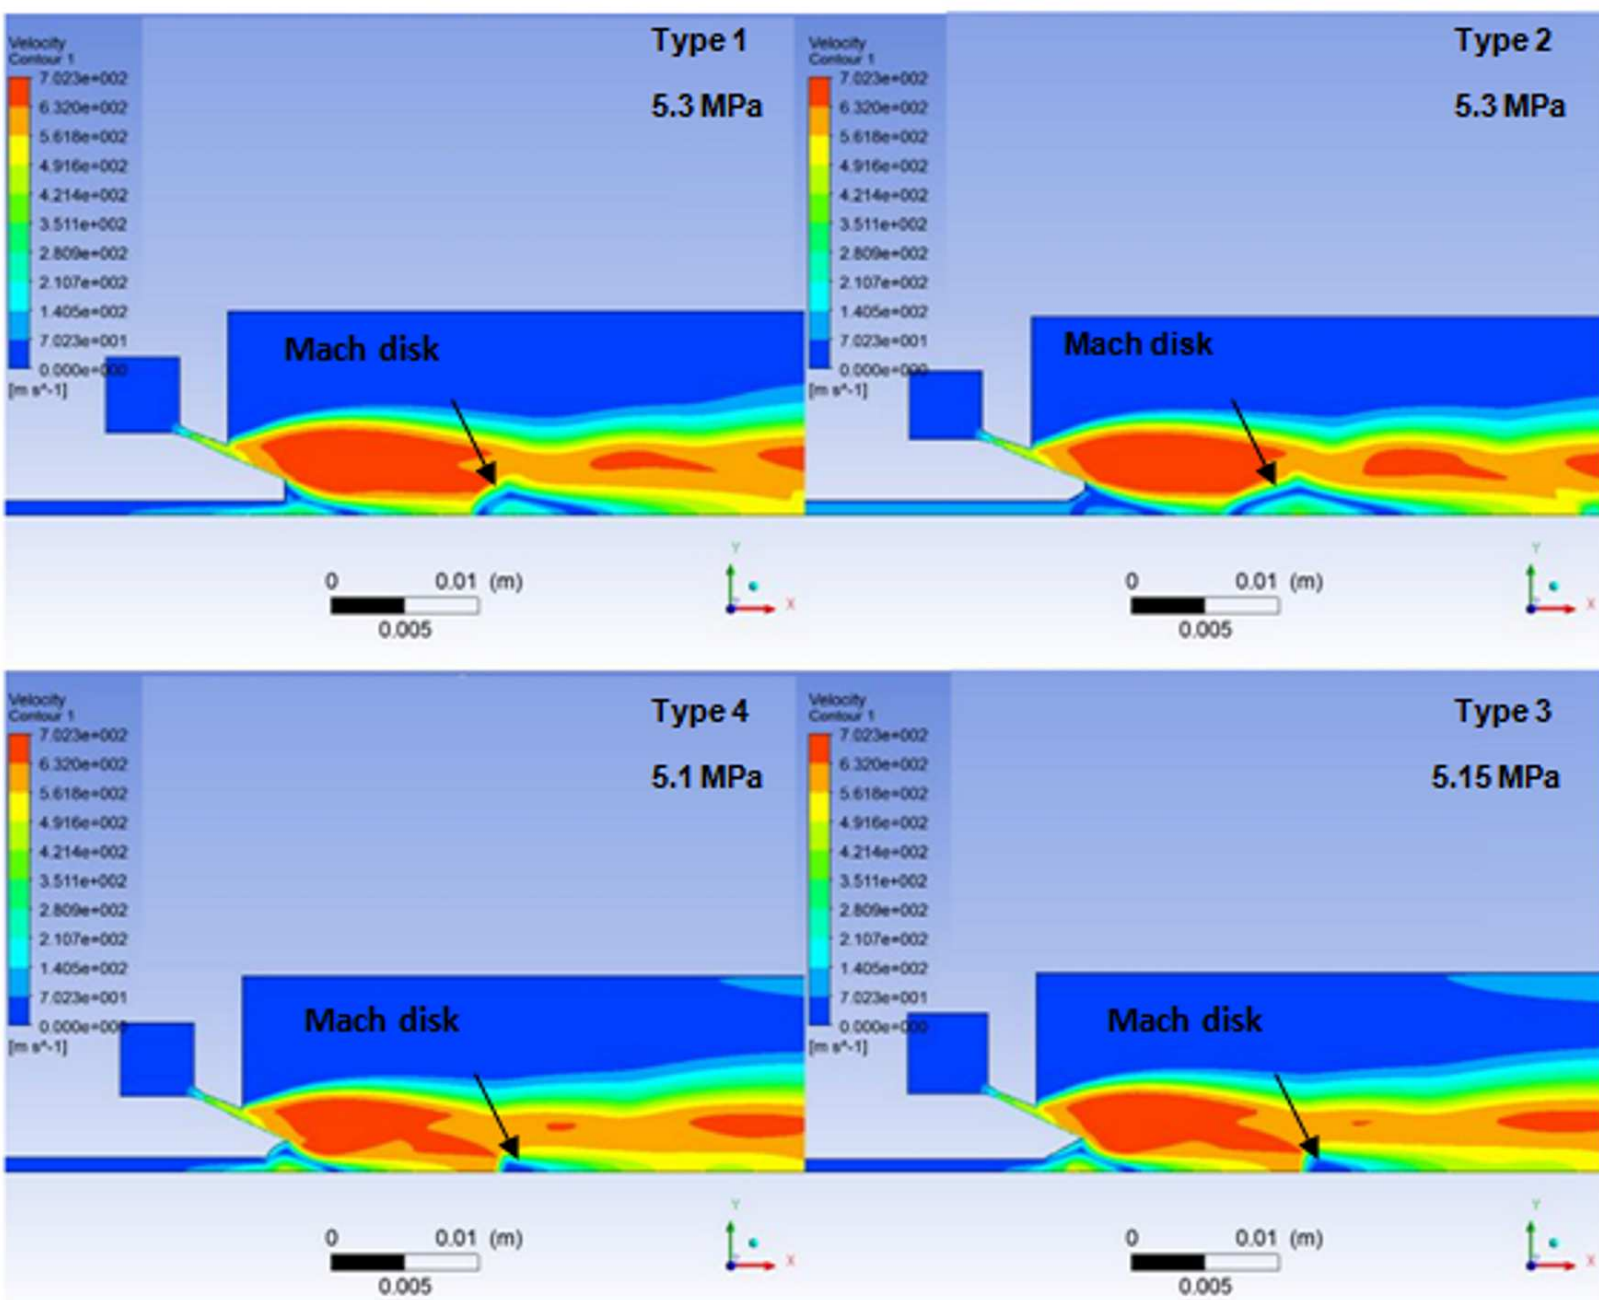 Velocity
Contour 1
7.023e+002
6.320e+002
5.618e+002
4.916e+002
4.214e+002
3.511e+002
2.809e+002
2.107e+002
1.405e+002
7.023e+001
0.000e+000
[m s^-1]
Type 1
5.3 MPa
Mach disk
0 0.01 (m)
0.005
Y
X
Velocity
Contour 1
7.023e+002
6.320e+002
5.618e+002
4.916e+002
4.214e+002
3.511e+002
2.809e+002
2.107e+002
1.405e+002
7.023e+001
0.000e+000
[m s^-1]
Type 2
5.3 MPa
Mach disk
0 0.01 (m)
0.005
Y
X
Velocity
Contour 1
7.023e+002
6.320e+002
5.618e+002
4.916e+002
4.214e+002
3.511e+002
2.809e+002
2.107e+002
1.405e+002
7.023e+001
0.000e+000
[m s^-1]
Type 4
5.1 MPa
Mach disk
0 0.01 (m)
0.005
Y
X
Velocity
Contour 1
7.023e+002
6.320e+002
5.618e+002
4.916e+002
4.214e+002
3.511e+002
2.809e+002
2.107e+002
1.405e+002
7.023e+001
0.000e+000
[m s^-1]
Type 3
5.15 MPa
Mach disk
0 0.01 (m)
0.005
Y
X